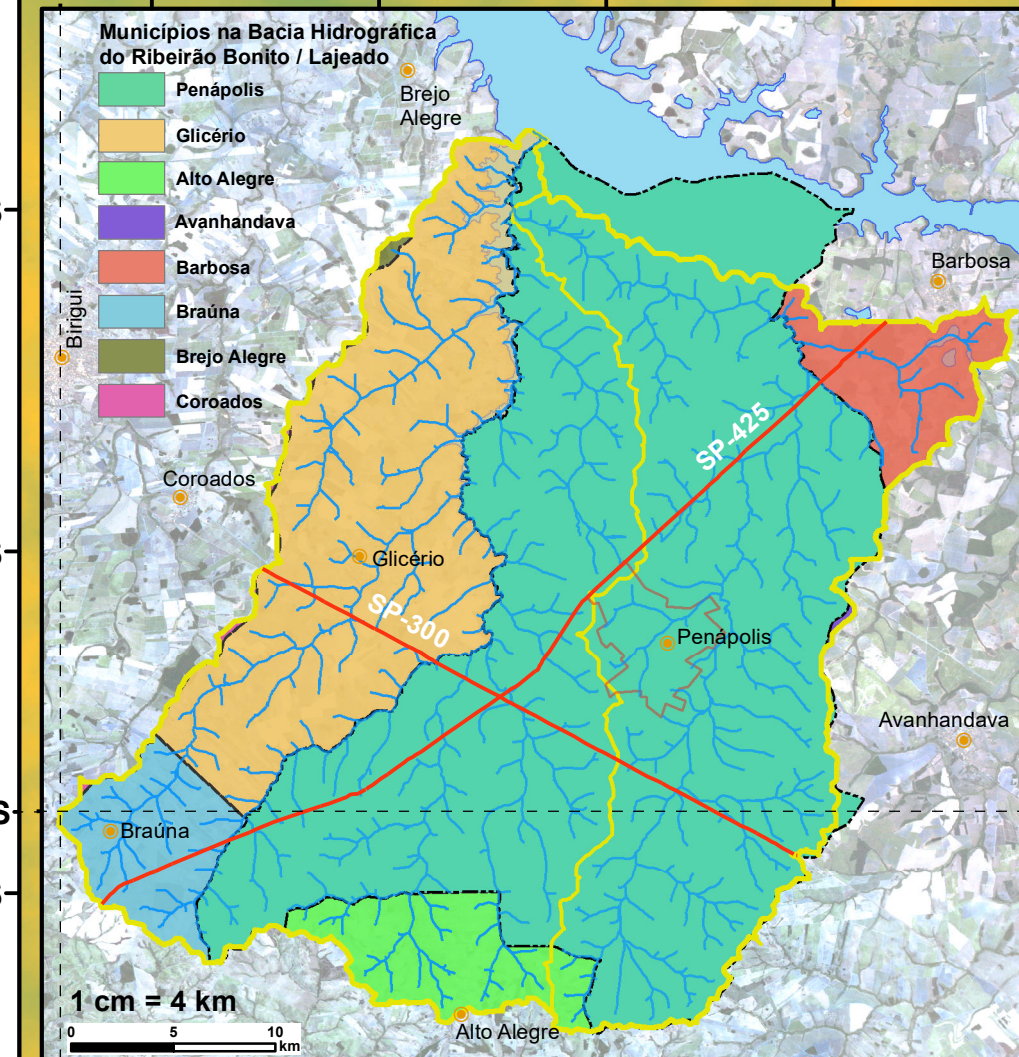 Municípios na Bacia Hidrográfica
do Ribeirão Bonito / Lajeado
Penápolis
Glicério
Alto Alegre
Avanhandava
Barbosa
Braúna
Brejo Alegre
Coroados
Brejo
Alegre
Barbosa
Birigui
SP-425
Coroados
Glicério
SP-300
Penápolis
Avanhandava
S
Braúna
1 cm = 4 km
0 5 10
km
Alto Alegre